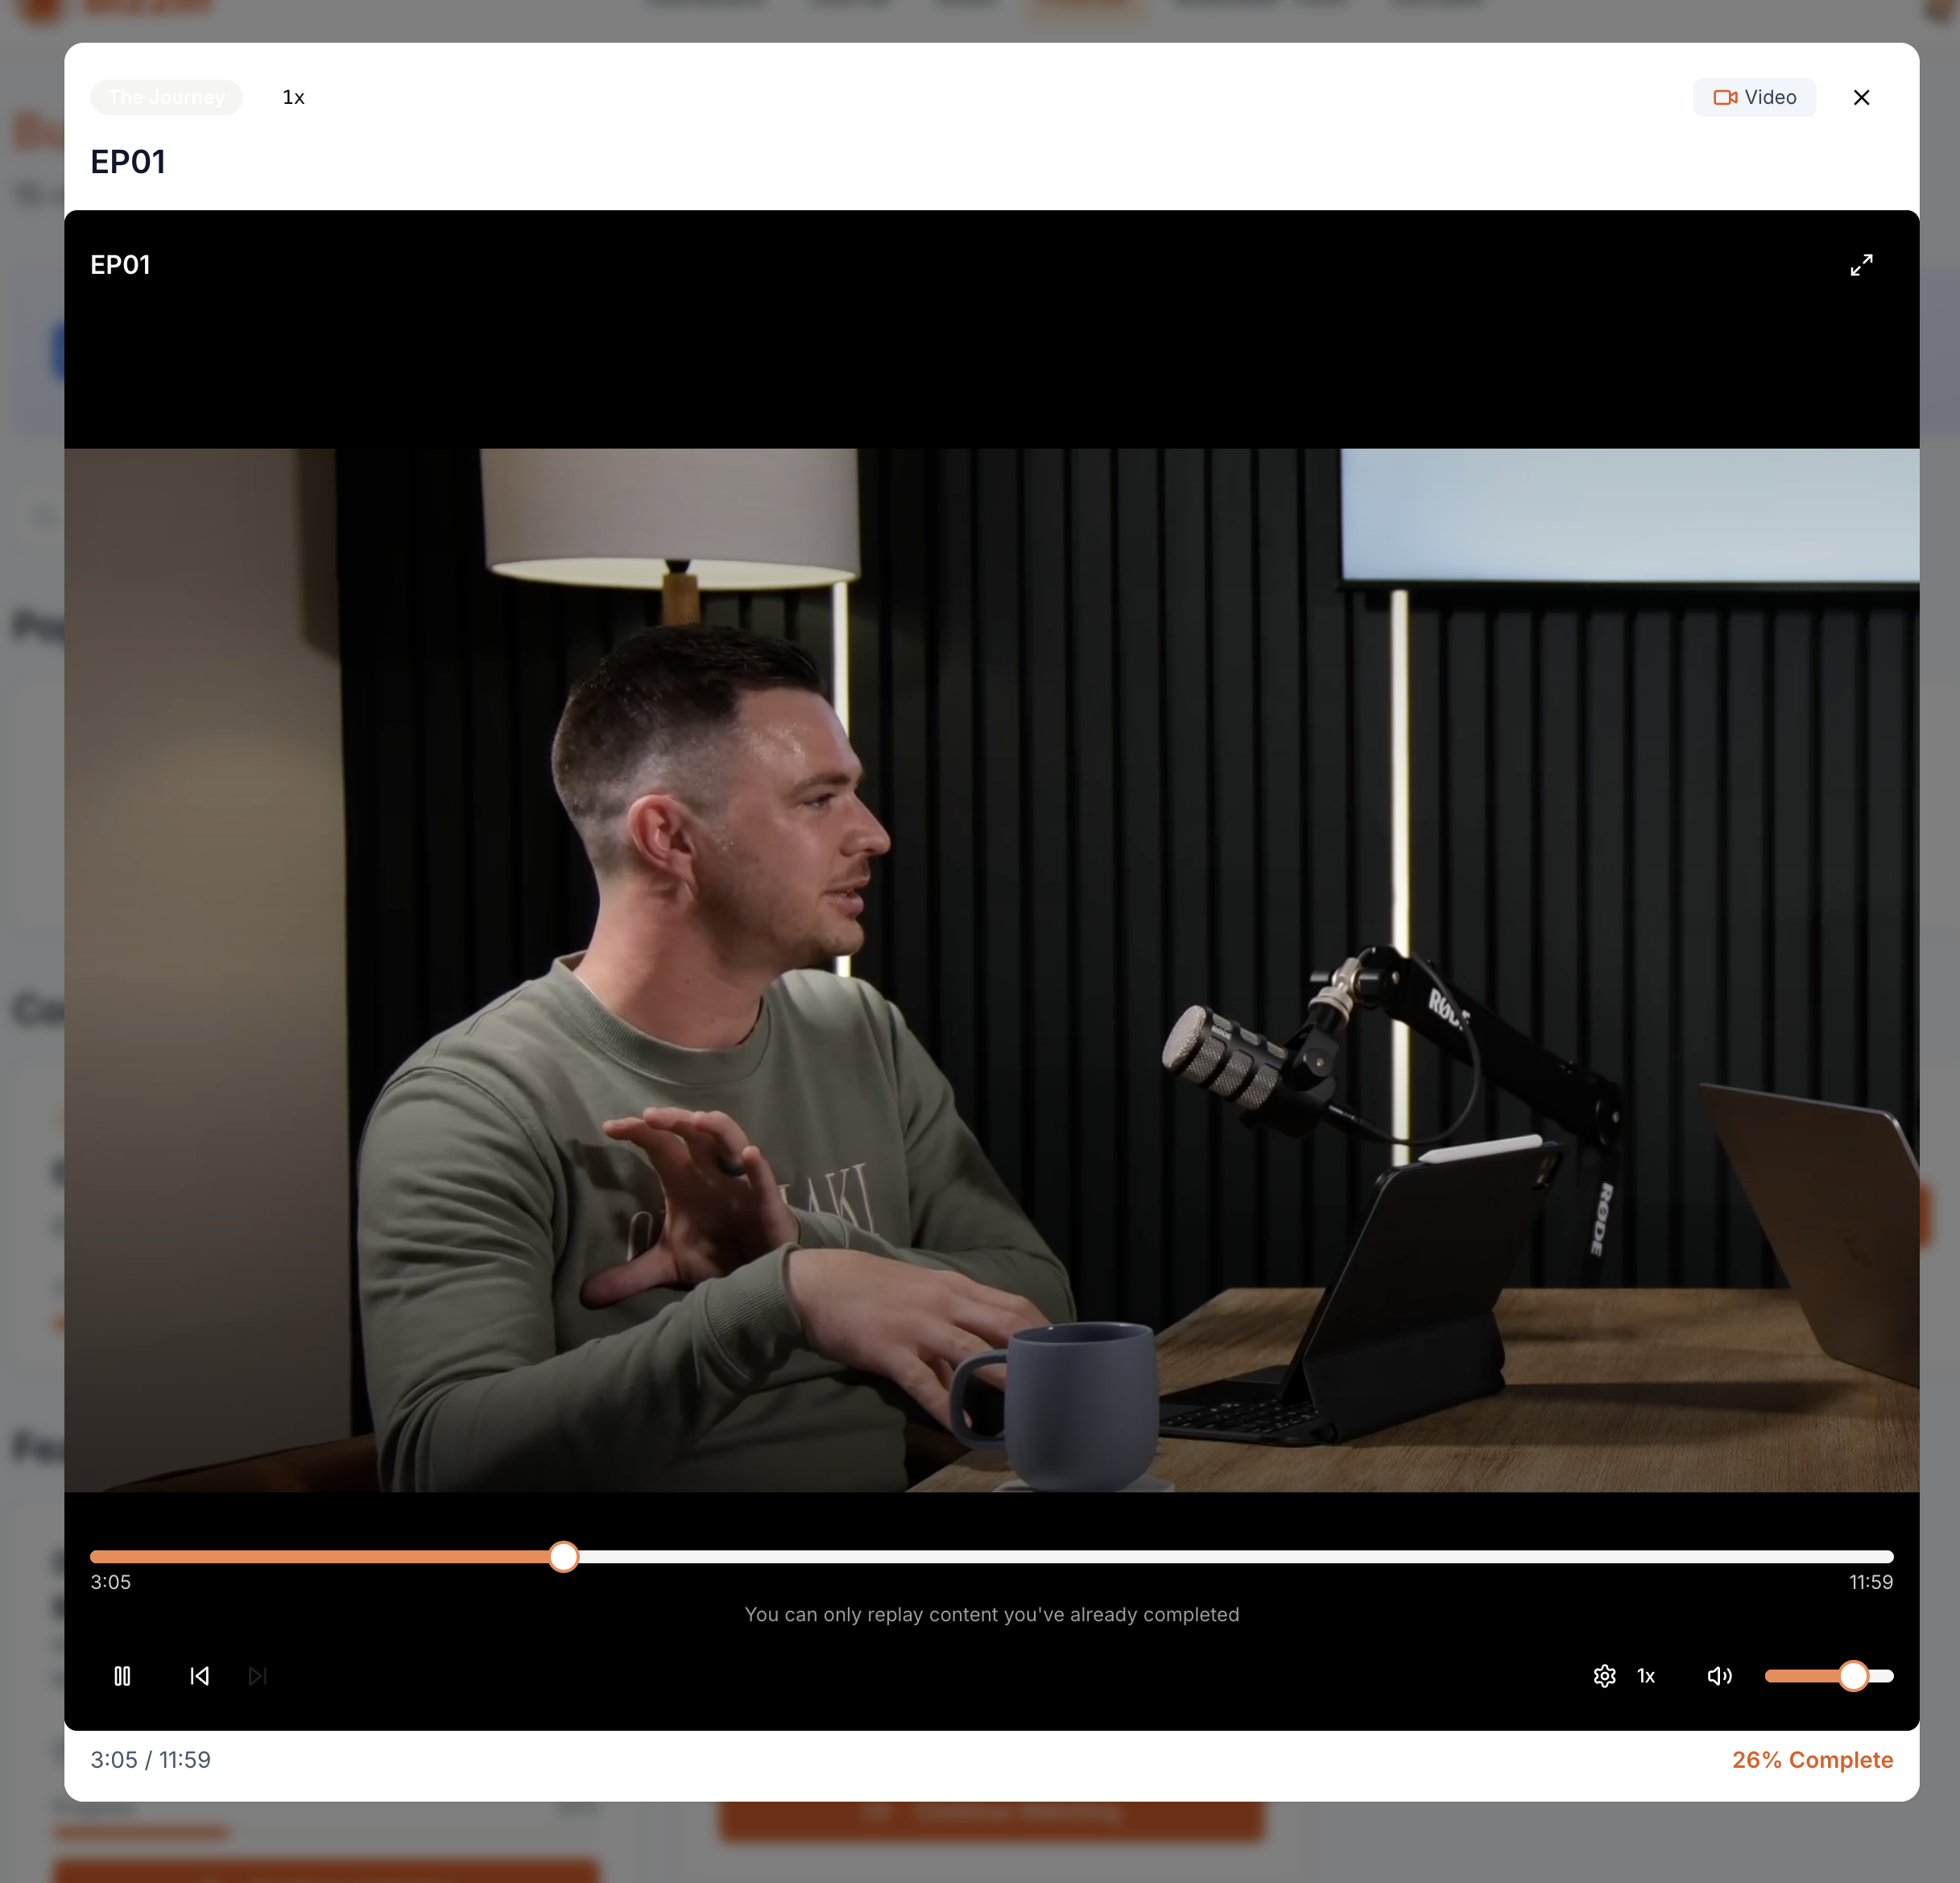 The Journey
1x
Video
EP01
EP01
RØDE
RØDE
3:05
11:59
You can only replay content you've already completed
1x
3:05 / 11:59
26% Complete